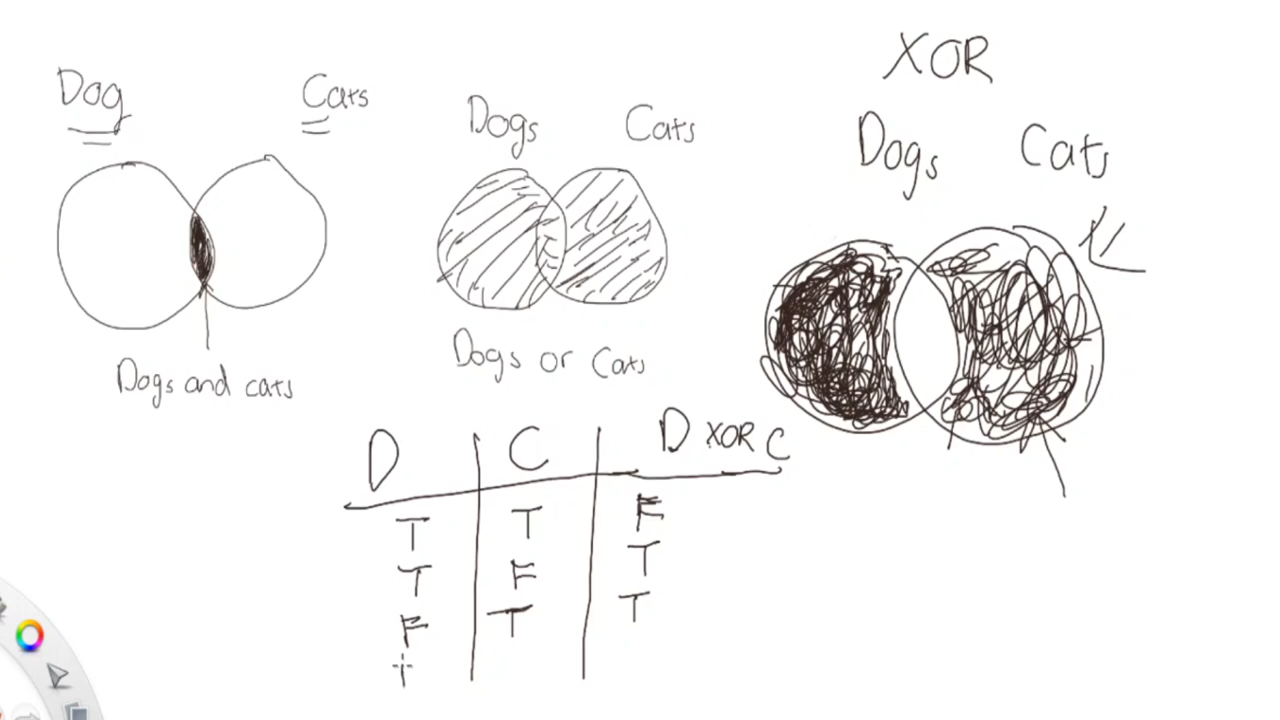 Dog Cats
Dogs and cats
Dogs Cats
Dogs or Cats
XOR
Dogs Cats
D C D XOR C
T T F
T F T
F T T